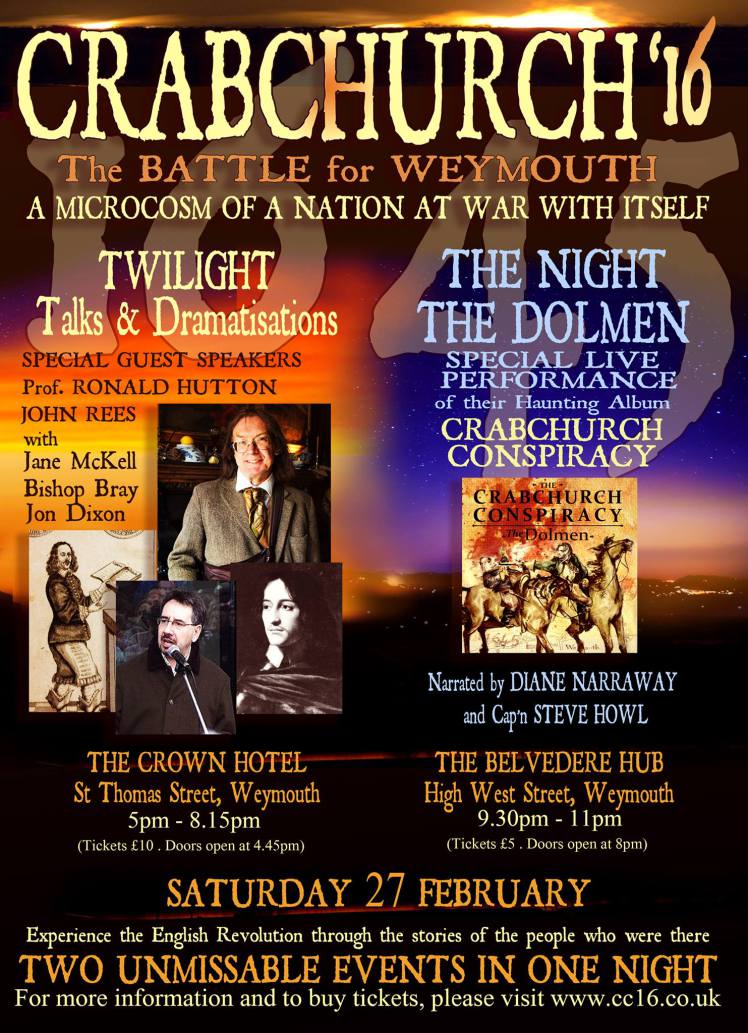 CRABCHURCH '16
1645
The BATTLE for WEYMOUTH
A MICROCOSM OF A NATION AT WAR WITH ITSELF
TWILIGHT
Talks & Dramatisations
SPECIAL GUEST SPEAKERS
Prof. RONALD HUTTON
JOHN REES
with
Jane McKell
Bishop Bray
Jon Dixon
THE NIGHT
THE DOLMEN
SPECIAL LIVE
PERFORMANCE
of their Haunting Album
CRABCHURCH
CONSPIRACY
- THE -
CRABCHURCH
CONSPIRACY
-The Dolmen-
1645
Weymouth
Narrated by DIANE NARRAWAY
and Cap'n STEVE HOWL
THE CROWN HOTEL
St Thomas Street, Weymouth
5pm - 8.15pm
(Tickets £10 . Doors open at 4.45pm)
THE BELVEDERE HUB
High West Street, Weymouth
9.30pm - 11pm
(Tickets £5 . Doors open at 8pm)
SATURDAY 27 FEBRUARY
Experience the English Revolution through the stories of the people who were there
TWO UNMISSABLE EVENTS IN ONE NIGHT
For more information and to buy tickets, please visit www.cc16.co.uk